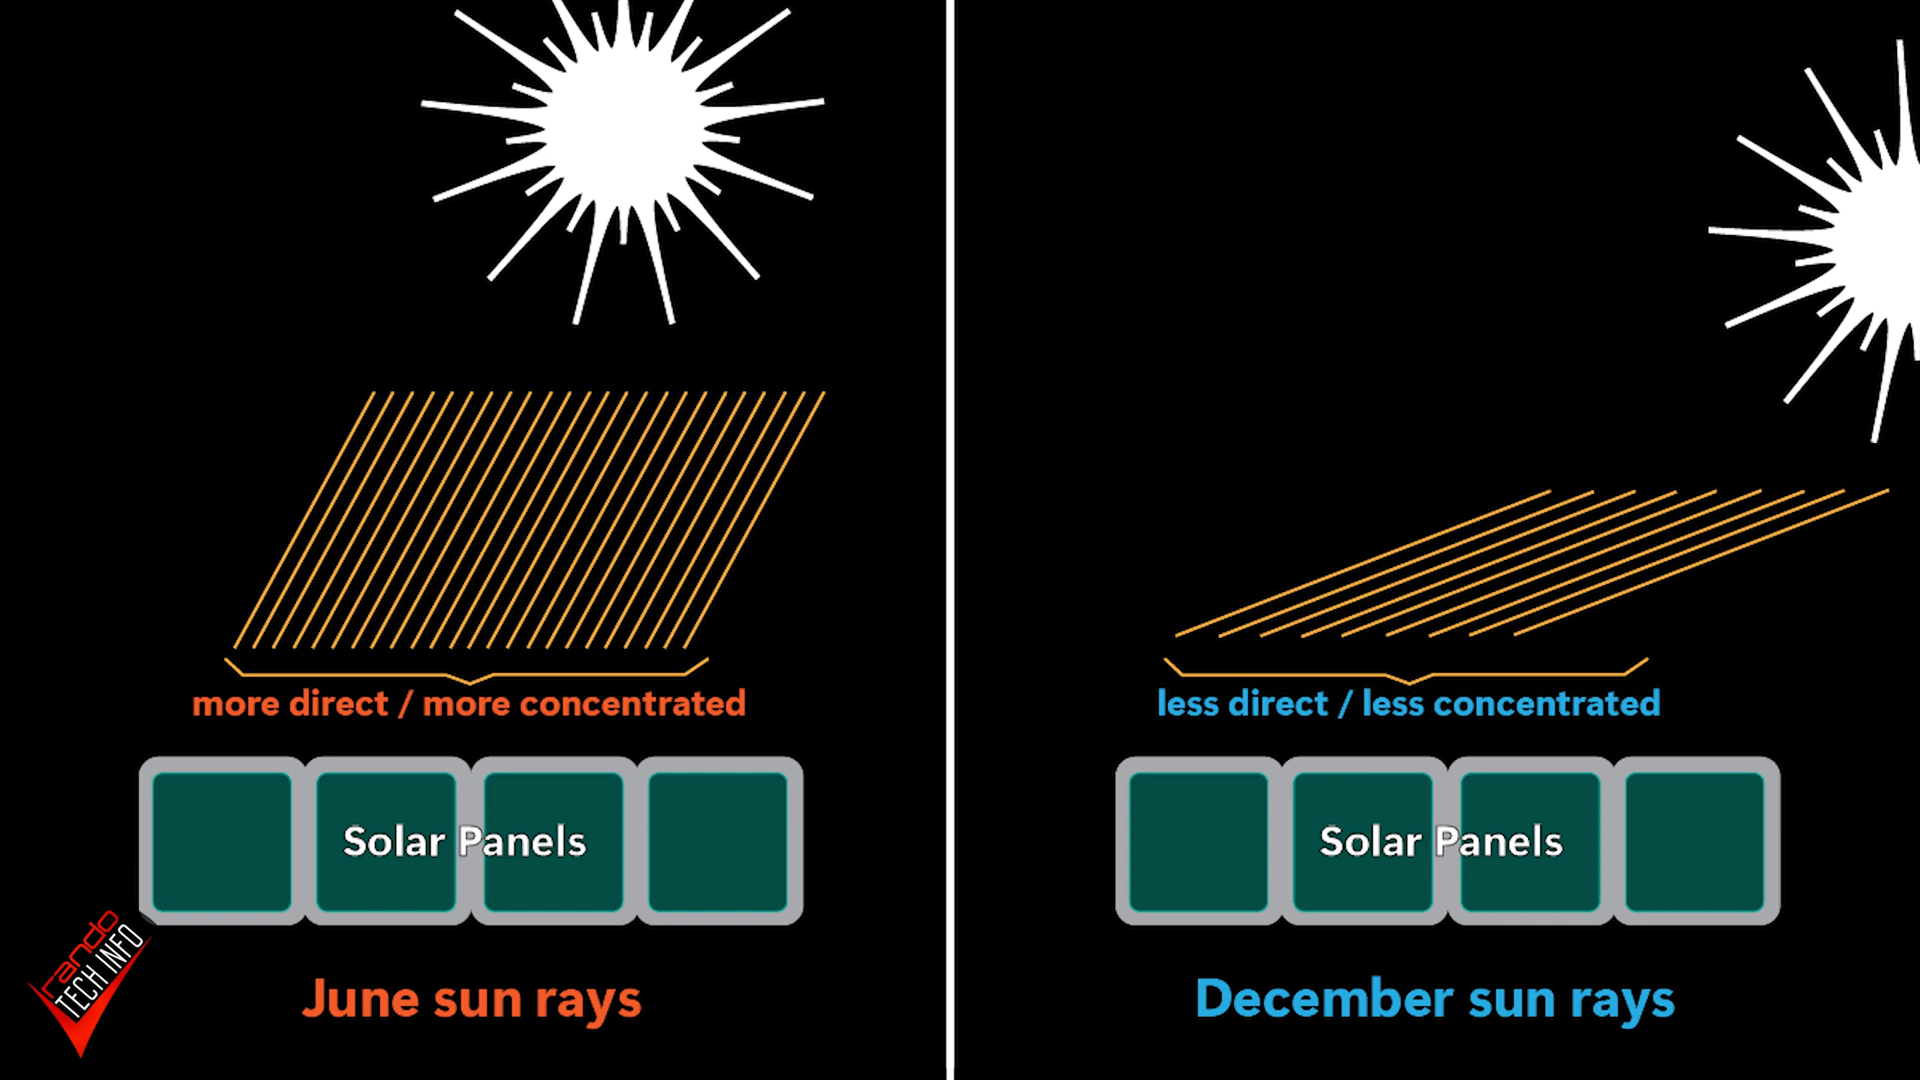 more direct / more concentrated
Solar Panels
June sun rays
less direct / less concentrated
Solar Panels
December sun rays
rando
TECH INFO